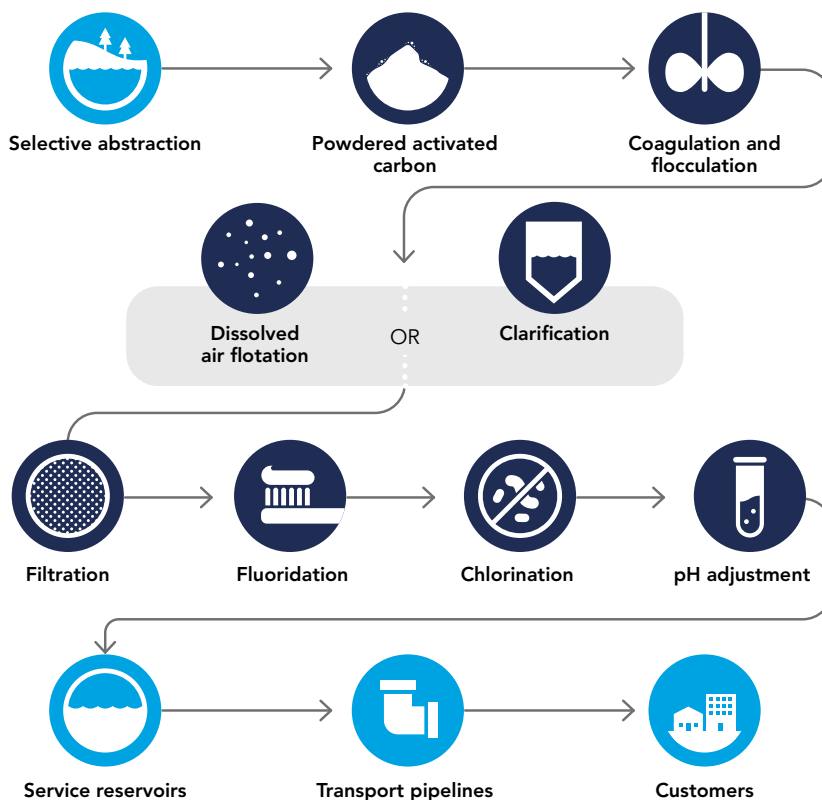 Selective abstraction
Powdered activated
carbon
Coagulation and
flocculation
Dissolved
air flotation
OR
Clarification
Filtration
Fluoridation
Chlorination
pH adjustment
Service reservoirs
Transport pipelines
Customers